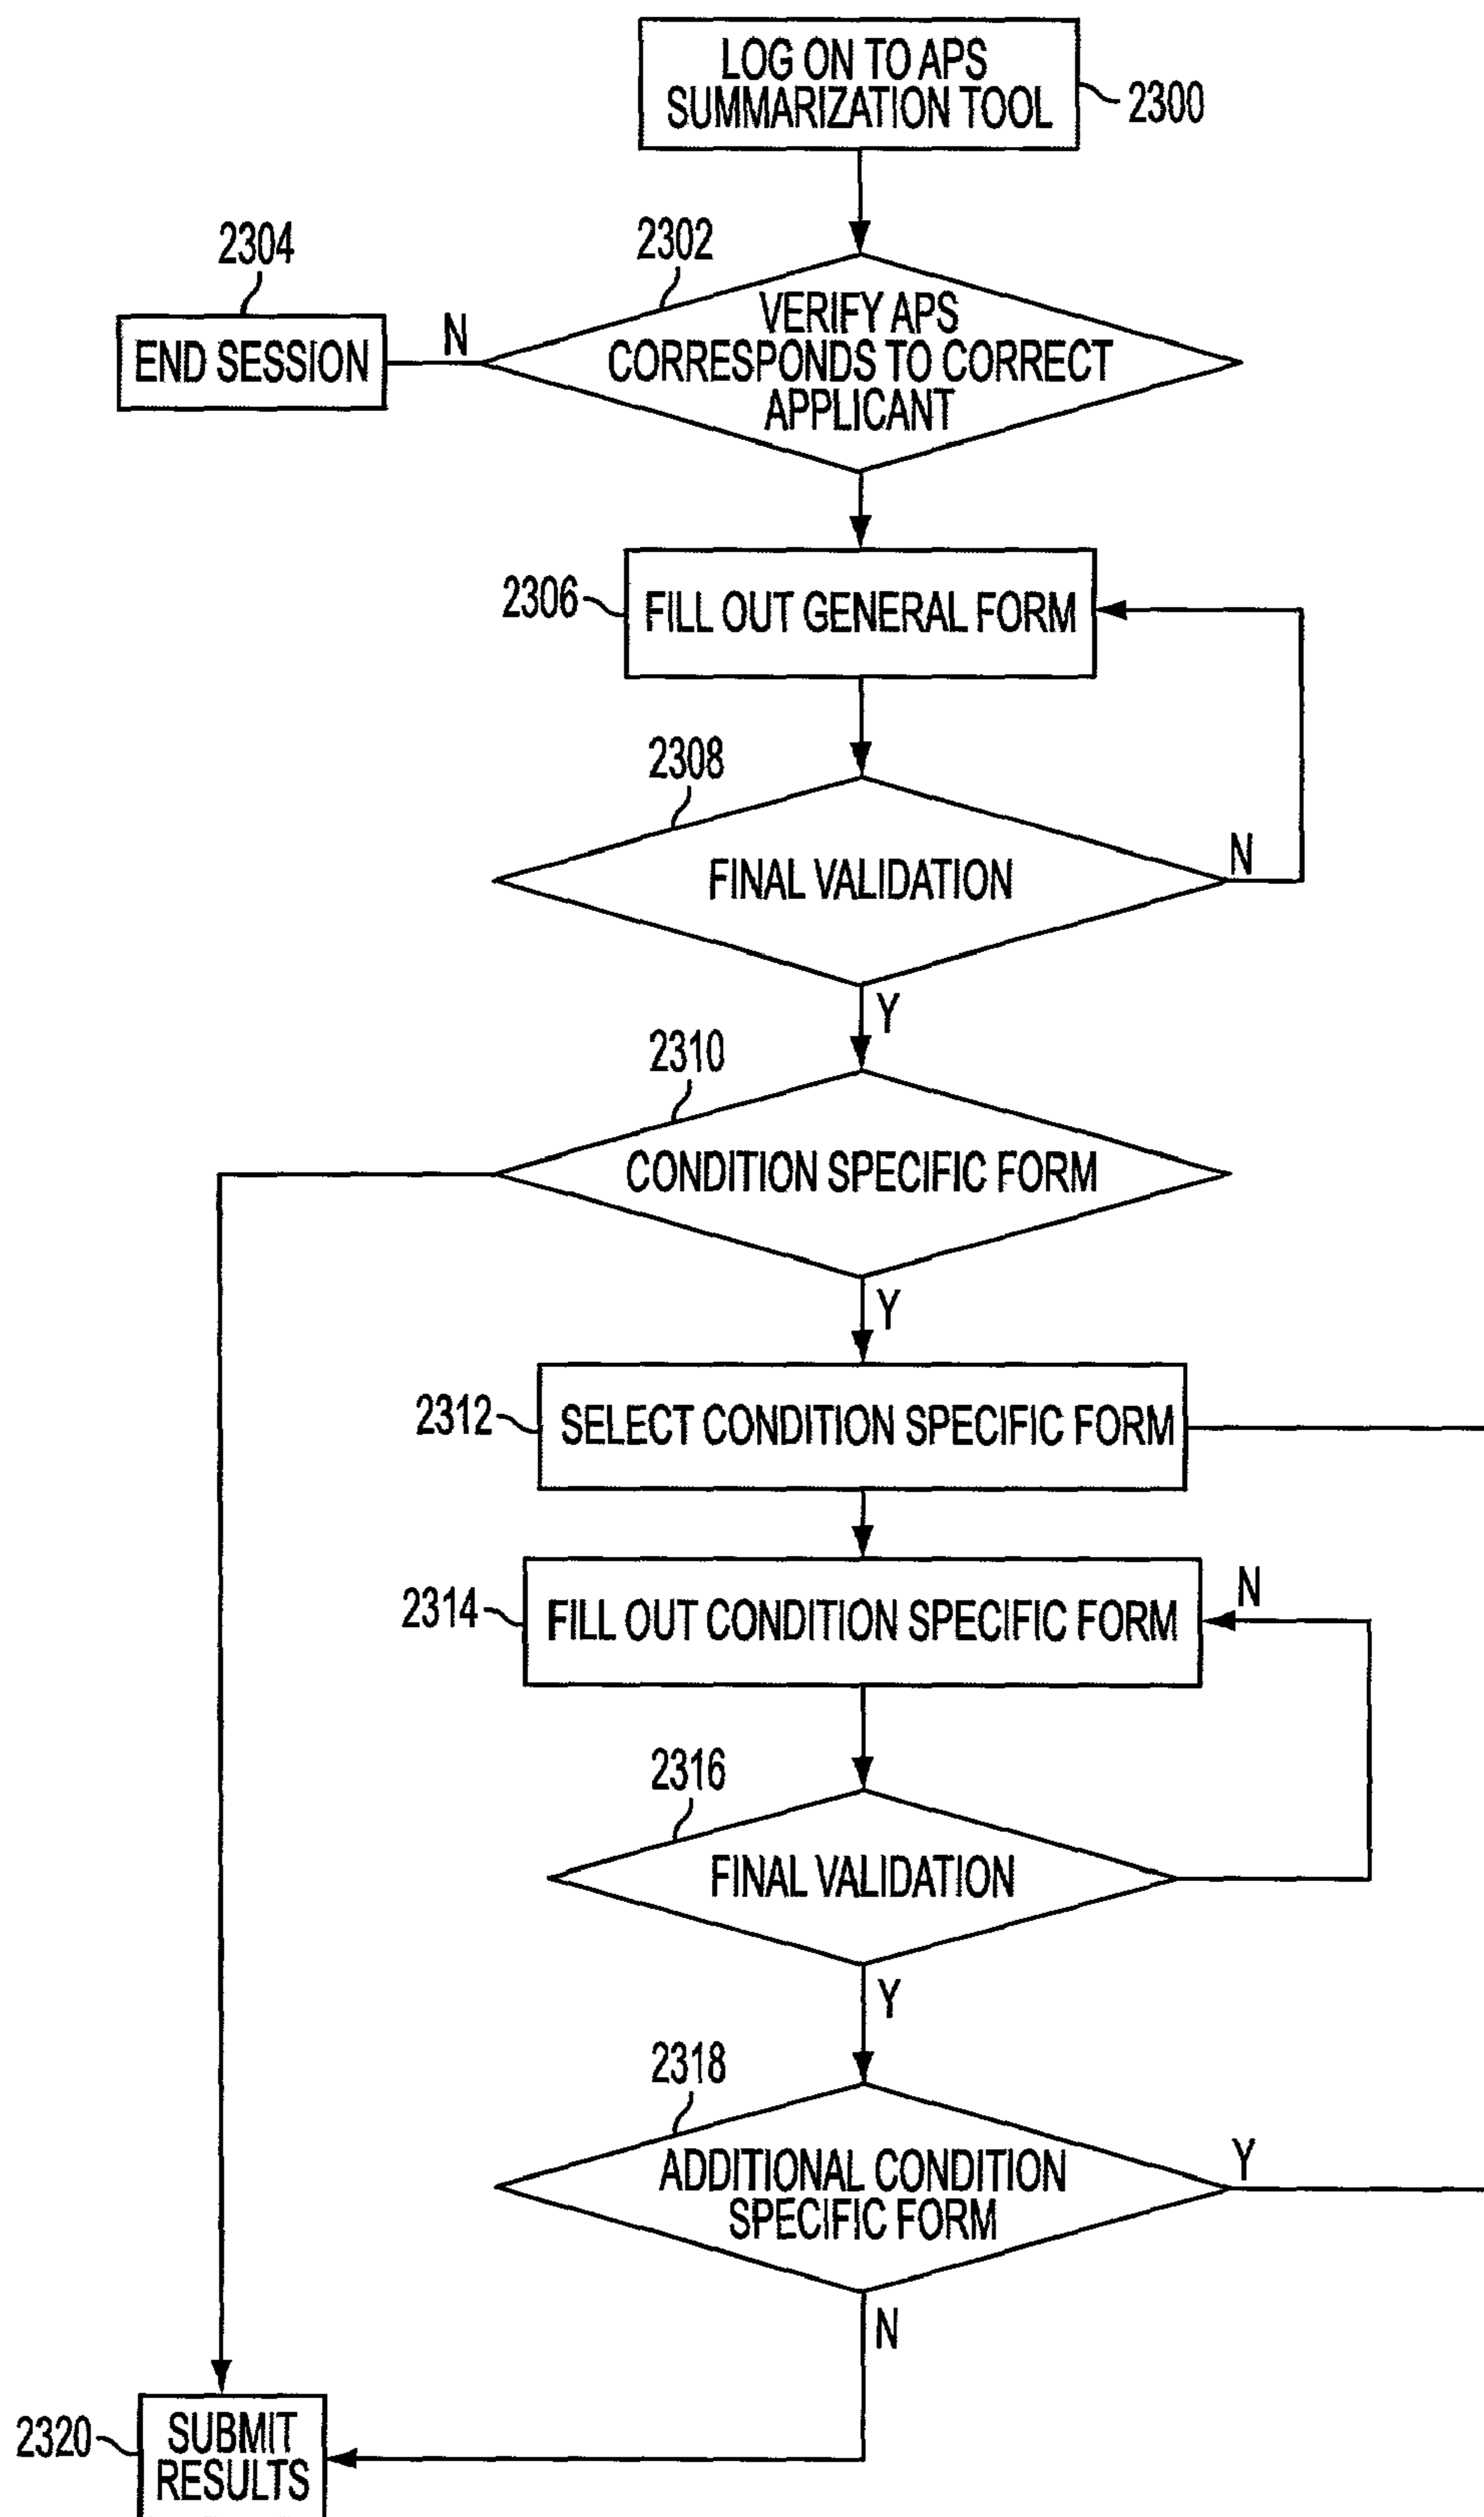 LOG ON TO APS
SUMMARIZATION TOOL
2300
2304
2302
END SESSION
N
VERIFY APS
CORRESPONDS TO CORRECT
APPLICANT
2306
FILL OUT GENERAL FORM
2308
FINAL VALIDATION
N
Y
2310
CONDITION SPECIFIC FORM
Y
2312
SELECT CONDITION SPECIFIC FORM
2314
FILL OUT CONDITION SPECIFIC FORM
N
2316
FINAL VALIDATION
Y
2318
ADDITIONAL CONDITION
SPECIFIC FORM
Y
N
2320
SUBMIT
RESULTS